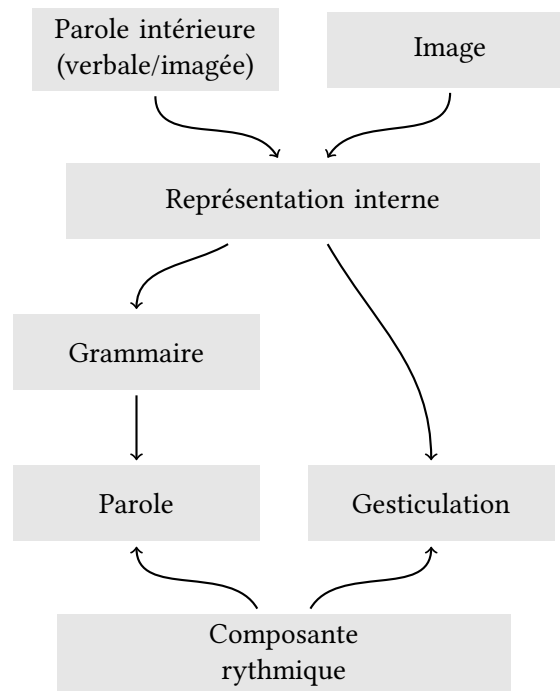 Parole intérieure
(verbale/imagée)
Image
Représentation interne
Grammaire
Parole
Gesticulation
Composante
rythmique